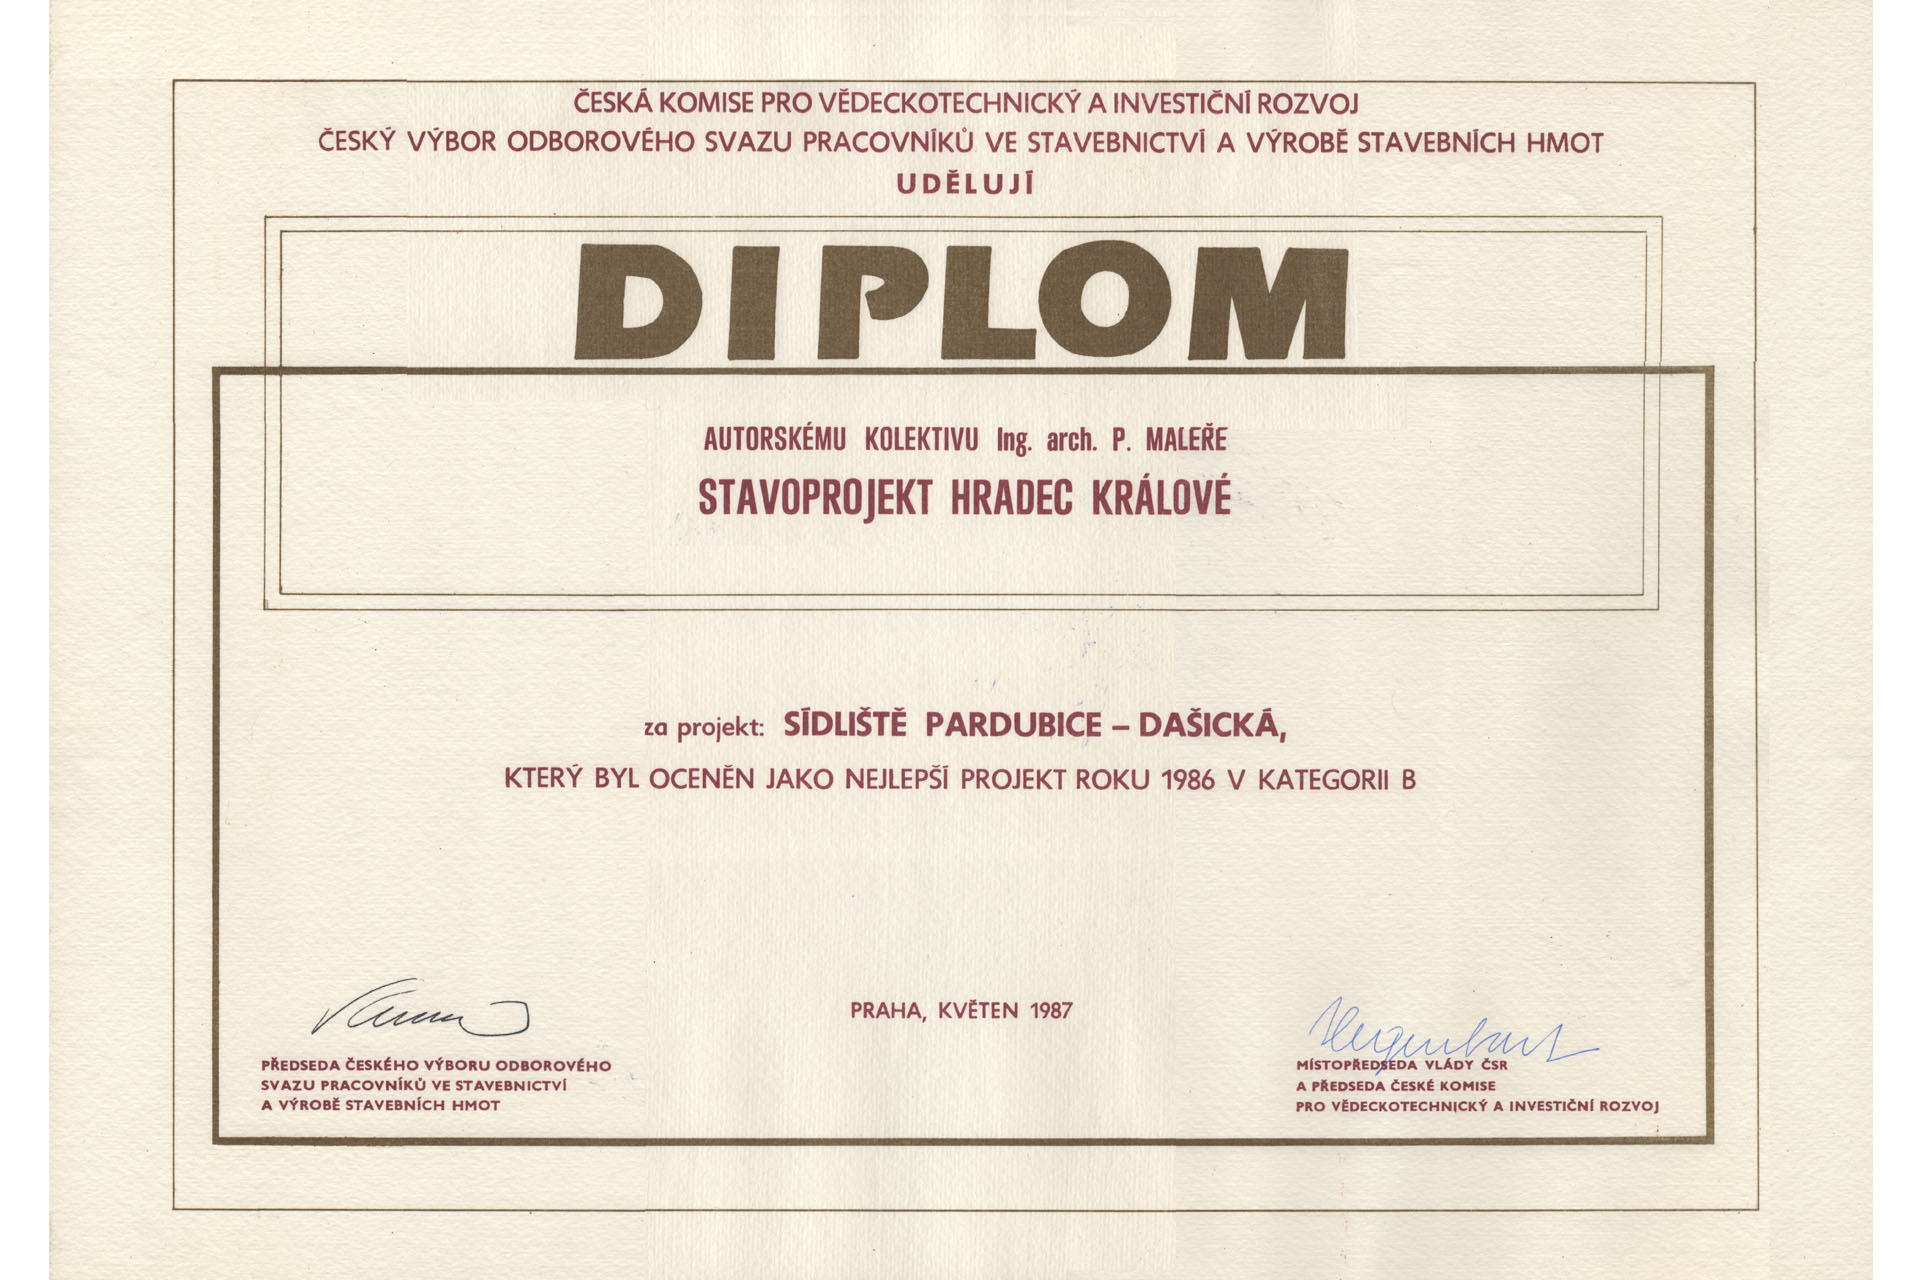 ČESKÁ KOMISE PRO VĚDECKOTECHNICKÝ A INVESTIČNÍ ROZVOJ
ČESKÝ VÝBOR ODBOROVÉHO SVAZU PRACOVNÍKŮ VE STAVEBNICTVÍ A VÝROBĚ STAVEBNÍCH HMOT
UDĚLUJÍ
DIPLOM
AUTORSKÉMU KOLEKTIVU Ing. arch. P. MALEŘE
STAVOPROJEKT HRADEC KRÁLOVÉ
za projekt: SÍDLIŠTĚ PARDUBICE – DAŠICKÁ,
KTERÝ BYL OCENĚN JAKO NEJLEPŠÍ PROJEKT ROKU 1986 V KATEGORII B
PRAHA, KVĚTEN 1987
PŘEDSEDA ČESKÉHO VÝBORU ODBOROVÉHO
SVAZU PRACOVNÍKŮ VE STAVEBNICTVÍ
A VÝROBĚ STAVEBNÍCH HMOT
MÍSTOPŘEDSEDA VLÁDY ČSR
A PŘEDSEDA ČESKÉ KOMISE
PRO VĚDECKOTECHNICKÝ A INVESTIČNÍ ROZVOJ